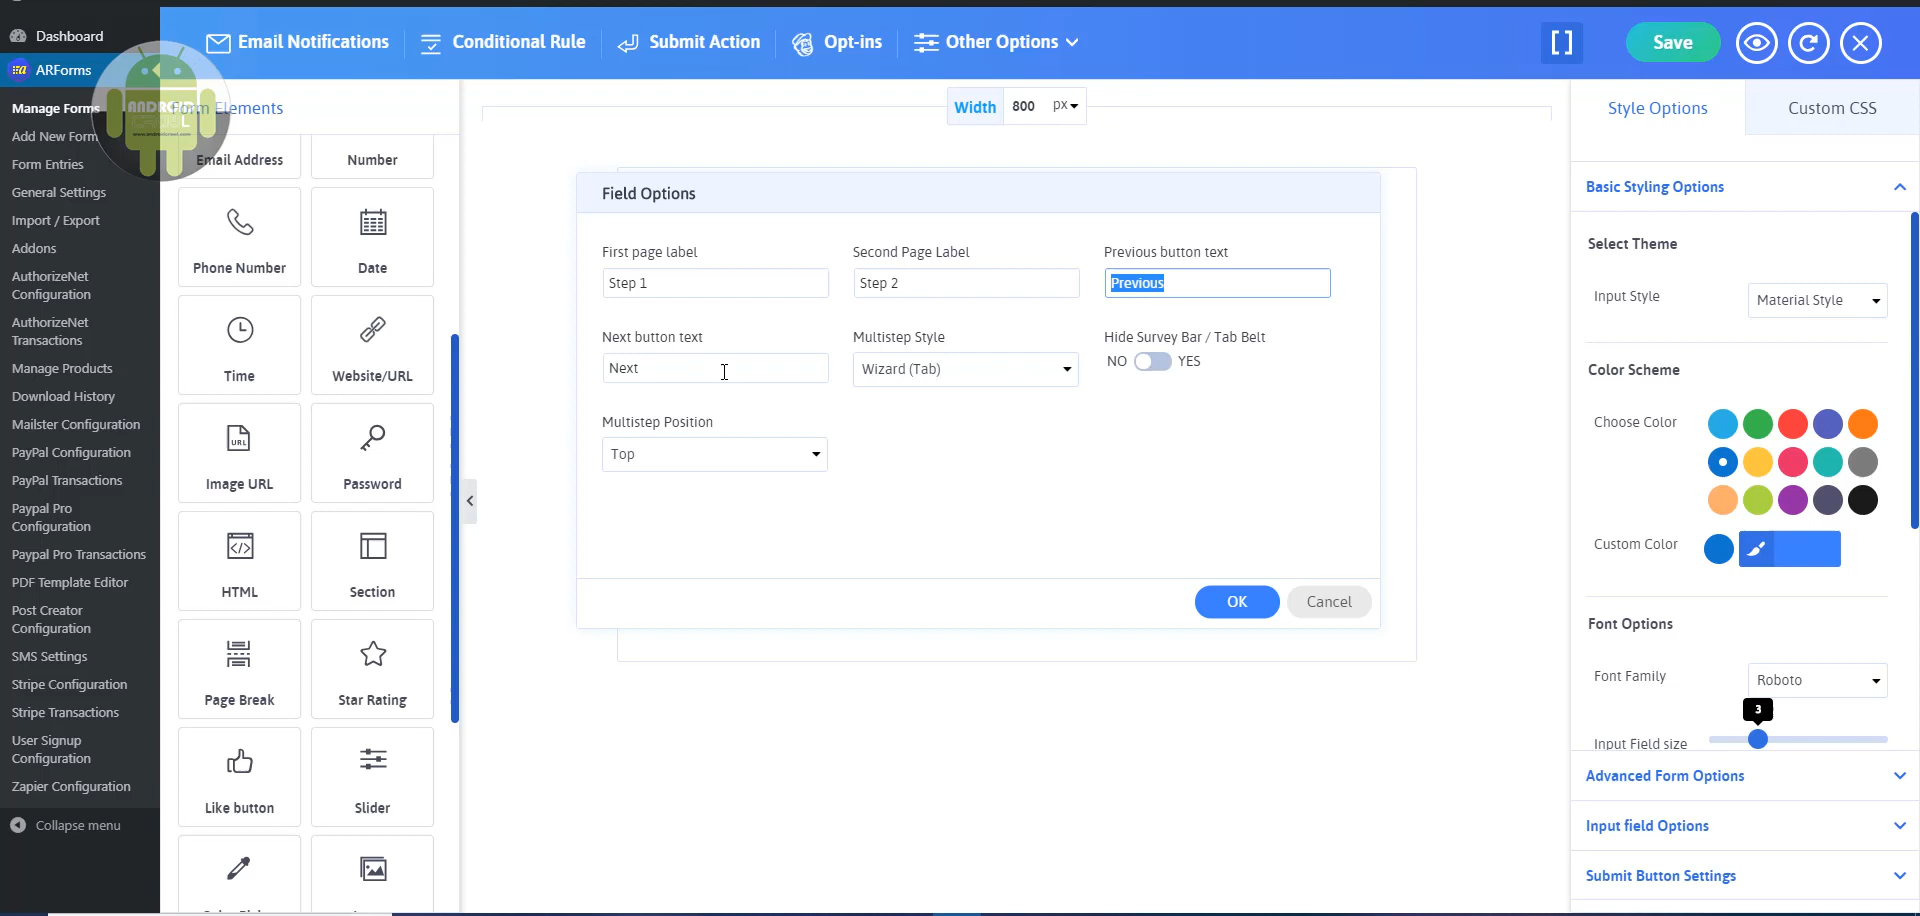 Dashboard
ARForms
Manage Forms
Add New Form
Form Entries
General Settings
Import / Export
Addons
AuthorizeNet
Configuration
AuthorizeNet
Transactions
Manage Products
Download History
Mailster Configuration
PayPal Configuration
PayPal Transactions
Paypal Pro
Configuration
Paypal Pro Transactions
PDF Template Editor
Post Creator
Configuration
SMS Settings
Stripe Configuration
Stripe Transactions
User Signup
Configuration
Zapier Configuration
Collapse menu
Email Notifications
Conditional Rule
Submit Action
Opt-ins
Other Options
Save
Form Elements
Email Address
Number
Phone Number
Date
Time
Website/URL
URL
Image URL
Password
HTML
Section
Page Break
Star Rating
Like button
Slider
Width 800 px
Field Options
First page label
Second Page Label
Previous button text
Step 1
Step 2
Previous
Next button text
Multistep Style
Hide Survey Bar / Tab Belt
Next
Wizard (Tab)
NO YES
Multistep Position
Top
OK
Cancel
Style Options
Custom CSS
Basic Styling Options
Select Theme
Input Style
Material Style
Color Scheme
Choose Color
Custom Color
Font Options
Font Family
Roboto
3
Input Field size
Advanced Form Options
Input field Options
Submit Button Settings